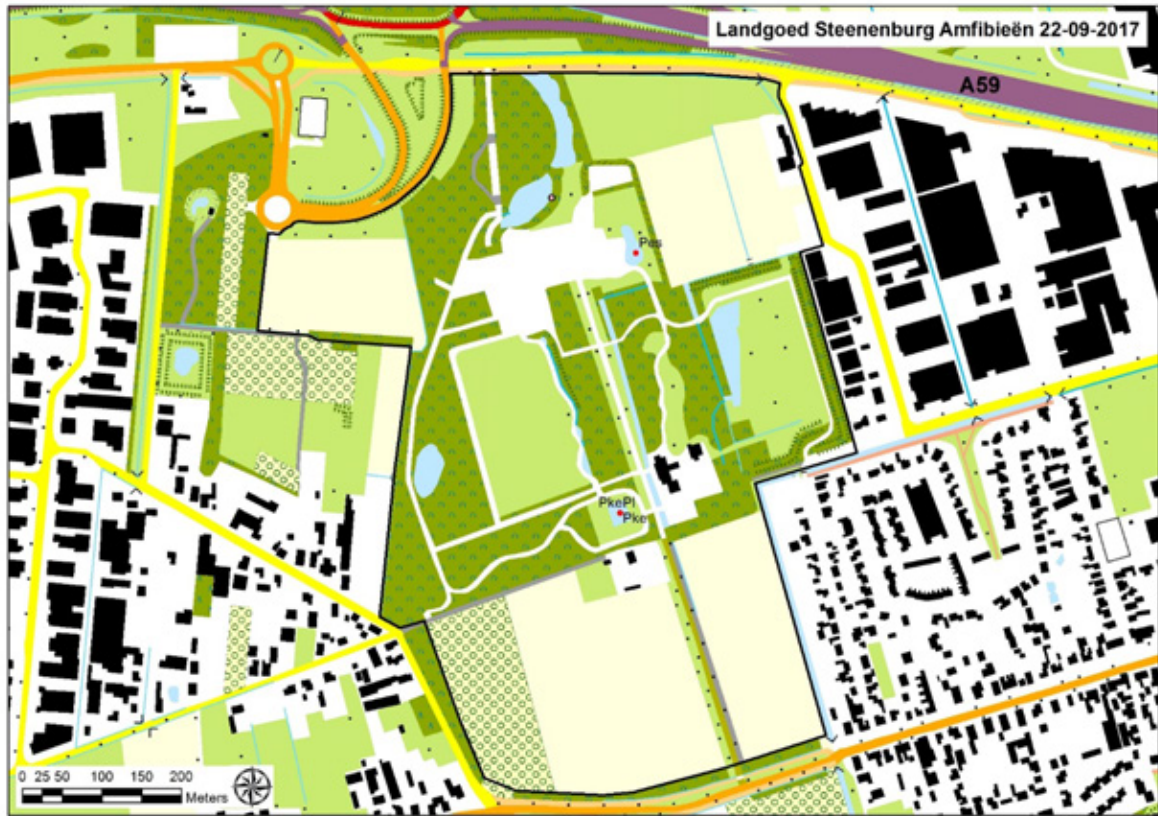 Landgoed Steenenburg Amfibieën 22-09-2017
A59
Pes
PkePl
Pke
0 25 50 100 150 200
Meters